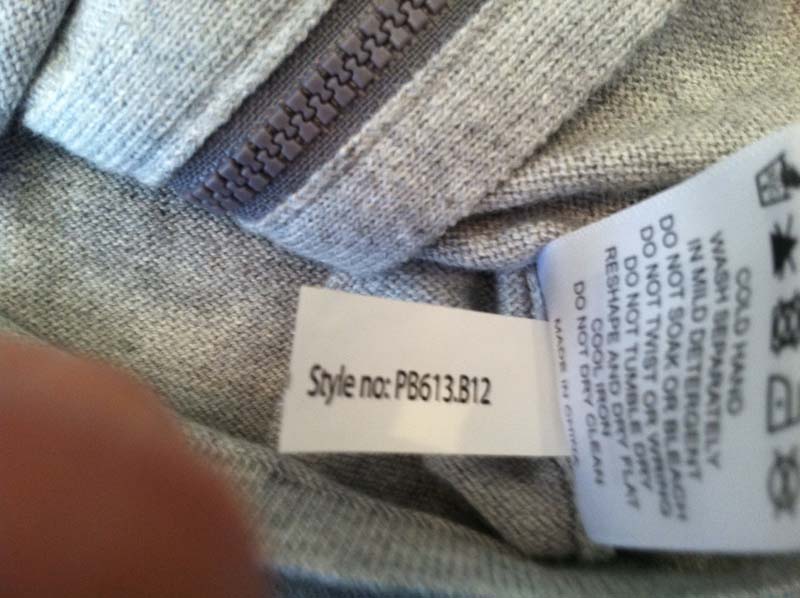 Style no: PB613.B12
COLD HAND
WASH SEPARATELY
IN MILD DETERGENT
DO NOT SOAK OR BLEACH
DO NOT TWIST OR WRING
DO NOT TUMBLE DRY
RESHAPE AND DRY FLAT
COOL IRON
DO NOT DRY CLEAN
MADE IN CHINA